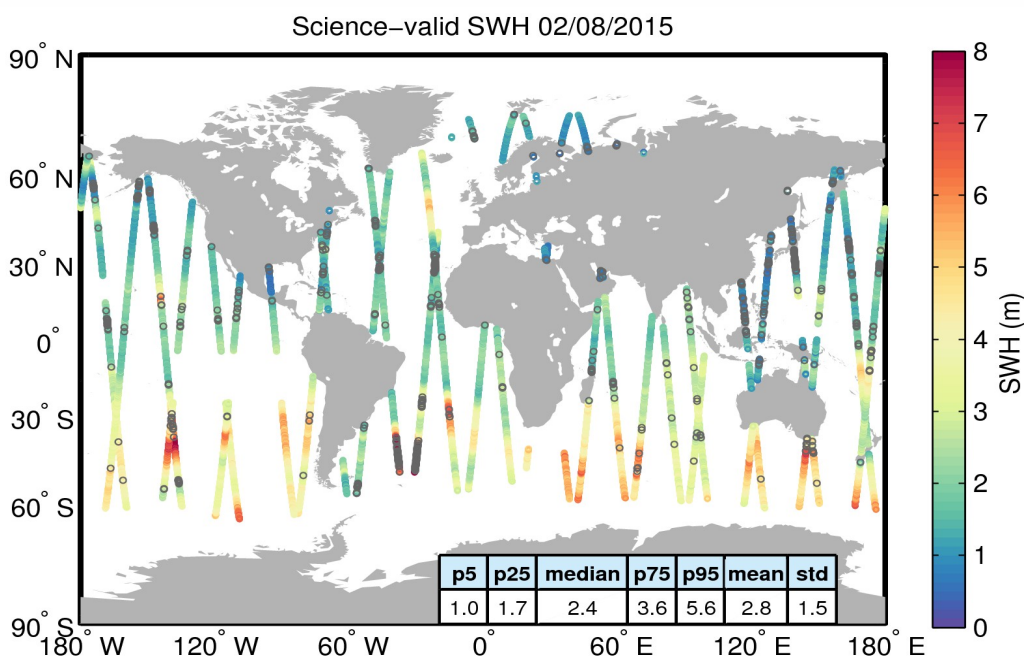 Science−valid SWH 02/08/2015
90° N
60° N
30° N
0°
30° S
60° S
90° S
180° W 120° W 60° W 0° 60° E 120° E 180° E
p5 p25 median p75 p95 mean std
1.0 1.7 2.4 3.6 5.6 2.8 1.5
8
7
6
5
4
3
2
1
0
SWH (m)